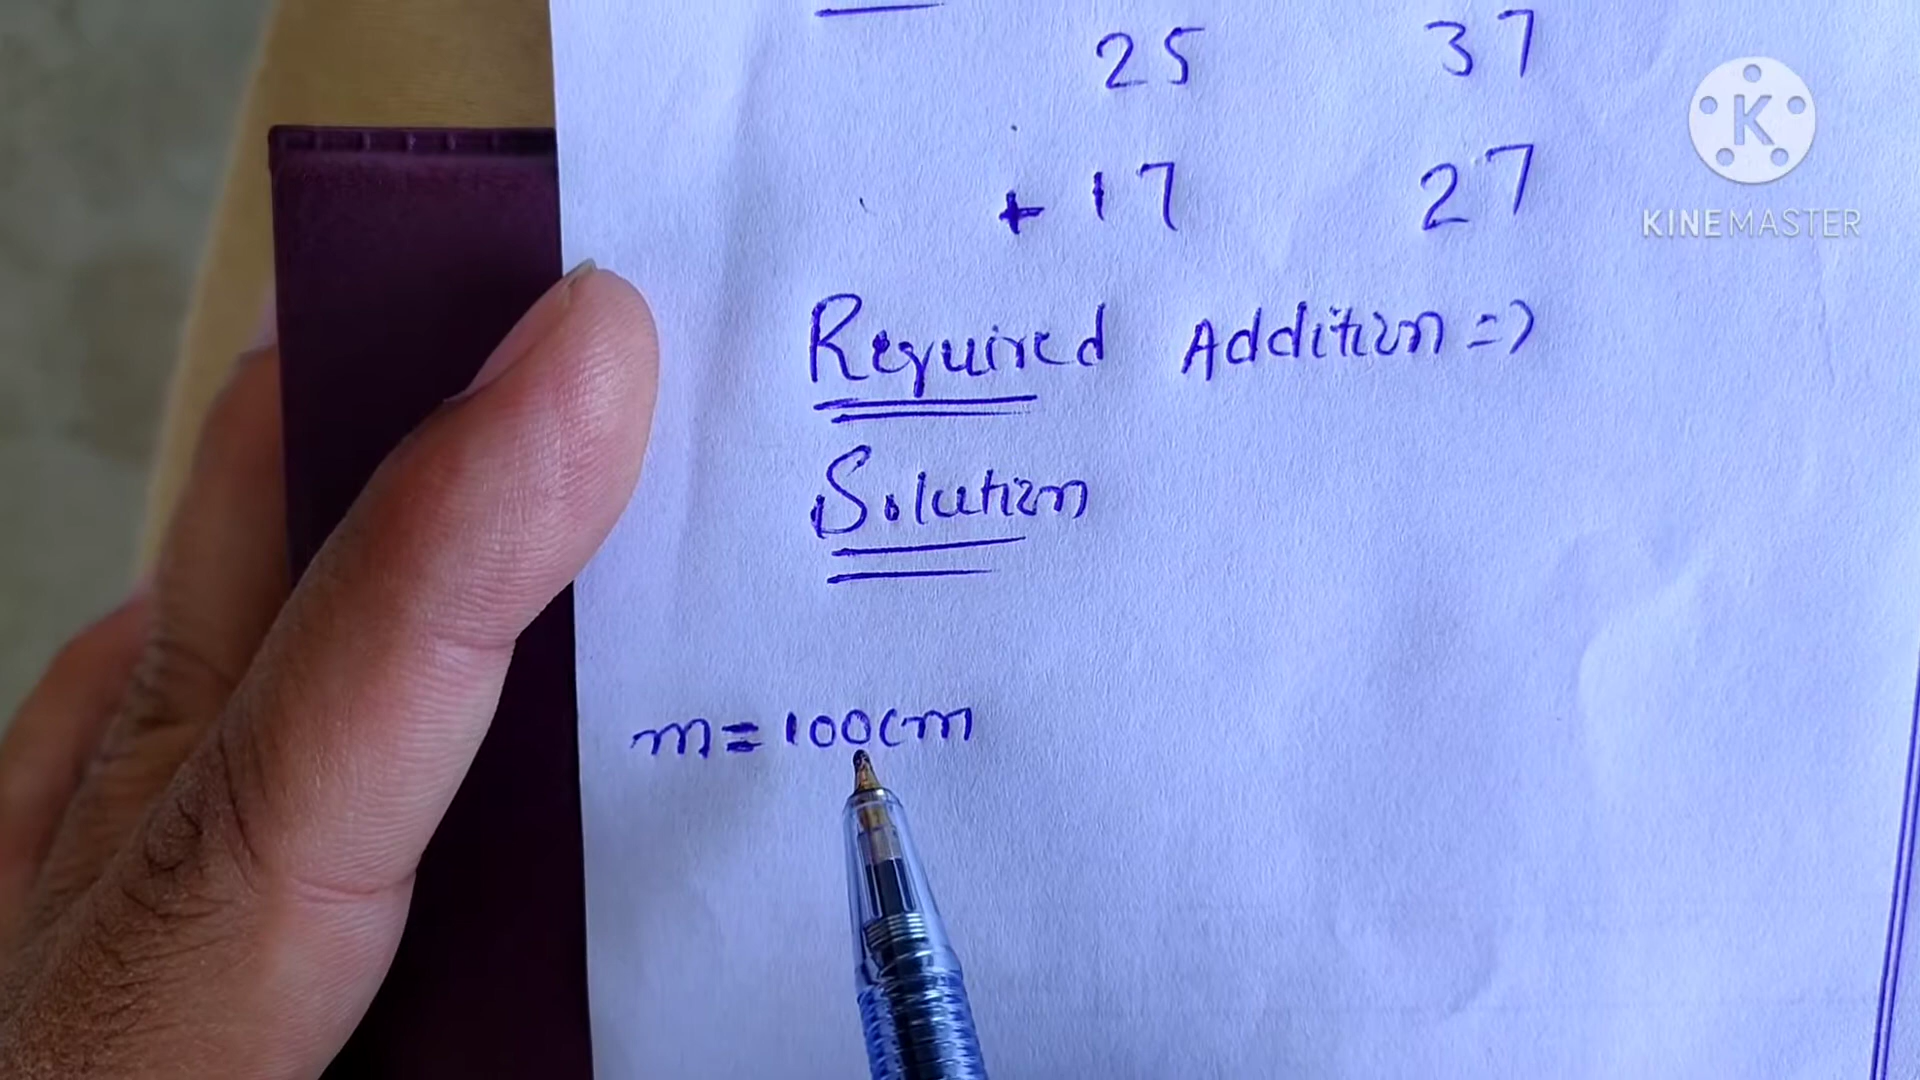 25 37
+ 17 27
Required Addition =>
Solution
m = 100cm
K
KINEMASTER